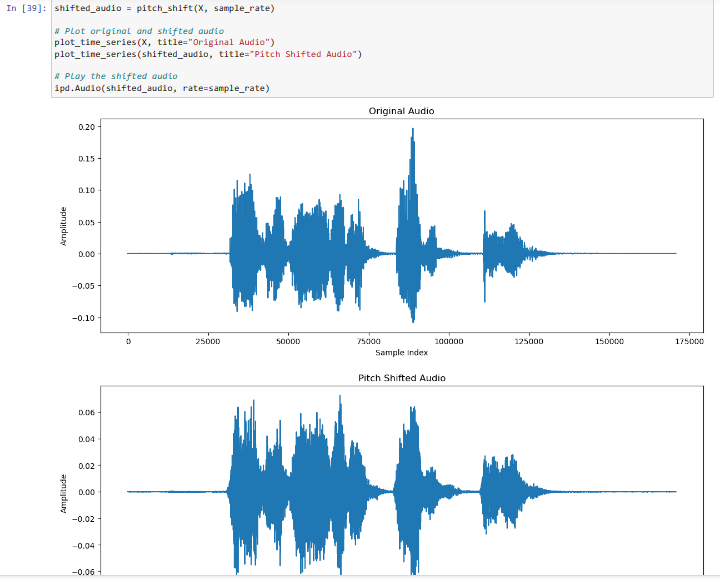 In [39]: shifted_audio = pitch_shift(X, sample_rate)
# Plot original and shifted audio
plot_time_series(X, title="Original Audio")
plot_time_series(shifted_audio, title="Pitch Shifted Audio")
# Play the shifted audio
ipd.Audio(shifted_audio, rate=sample_rate)
Original Audio
0.20
0.15
0.10
0.05
0.00
−0.05
−0.10
Amplitude
0 25000 50000 75000 100000 125000 150000 175000
Sample Index
Pitch Shifted Audio
0.06
0.04
0.02
0.00
−0.02
−0.04
−0.06
Amplitude